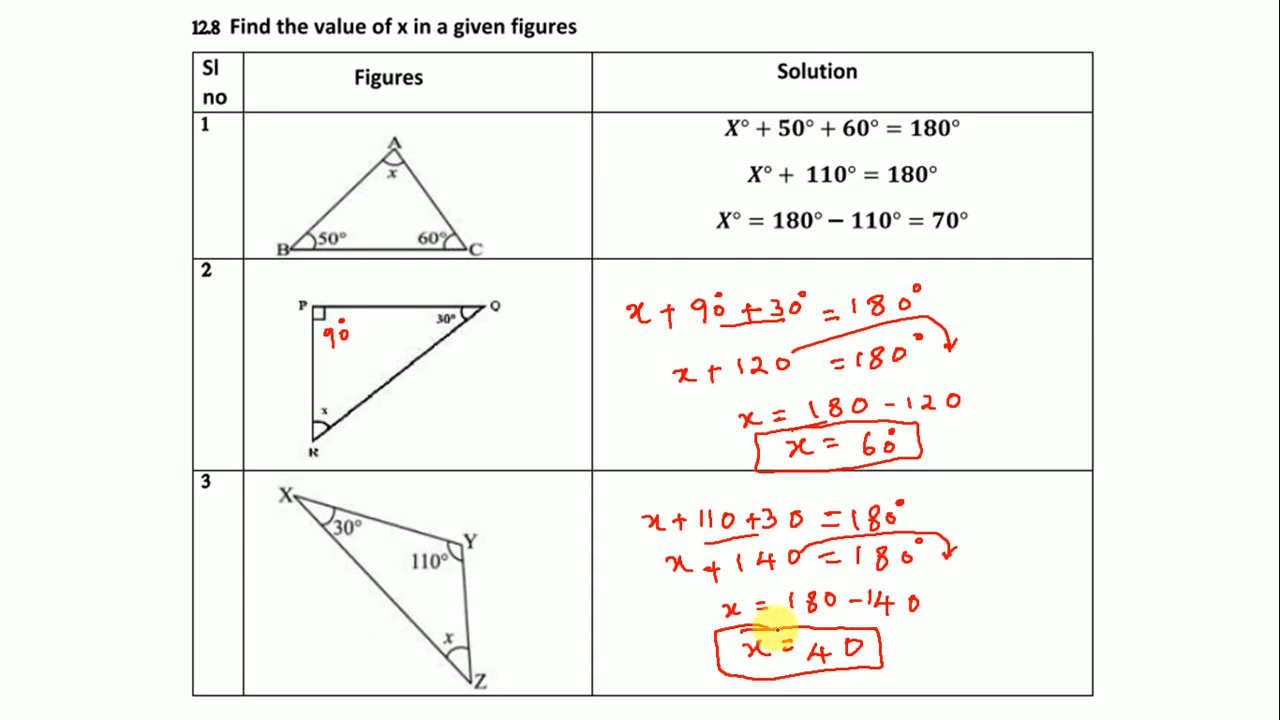 12.8 Find the value of x in a given figures
Sl no
Figures
Solution
1
A
x
B
50°
60°
C
X° + 50° + 60° = 180°
X° + 110° = 180°
X° = 180° − 110° = 70°
2
P
Q
90°
30°
x
R
x + 90° + 30° = 180°
x + 120 = 180°
x = 180 - 120
x = 60°
3
X
30°
Y
110°
x
Z
x + 110 + 30 = 180°
x + 140 = 180°
x = 180 - 140
x = 40